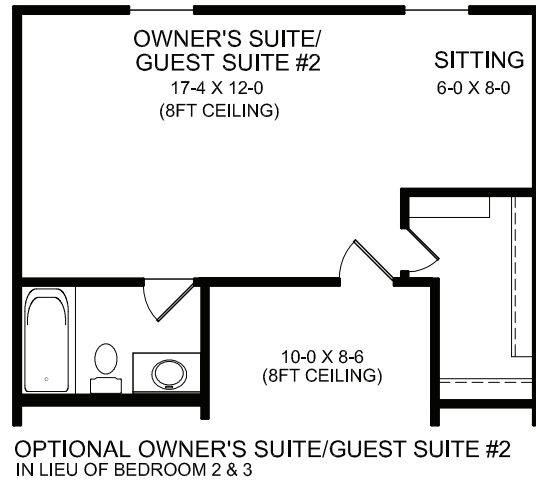 OWNER'S SUITE/
GUEST SUITE #2
17-4 X 12-0
(8FT CEILING)
SITTING
6-0 X 8-0
10-0 X 8-6
(8FT CEILING)
OPTIONAL OWNER'S SUITE/GUEST SUITE #2
IN LIEU OF BEDROOM 2 & 3